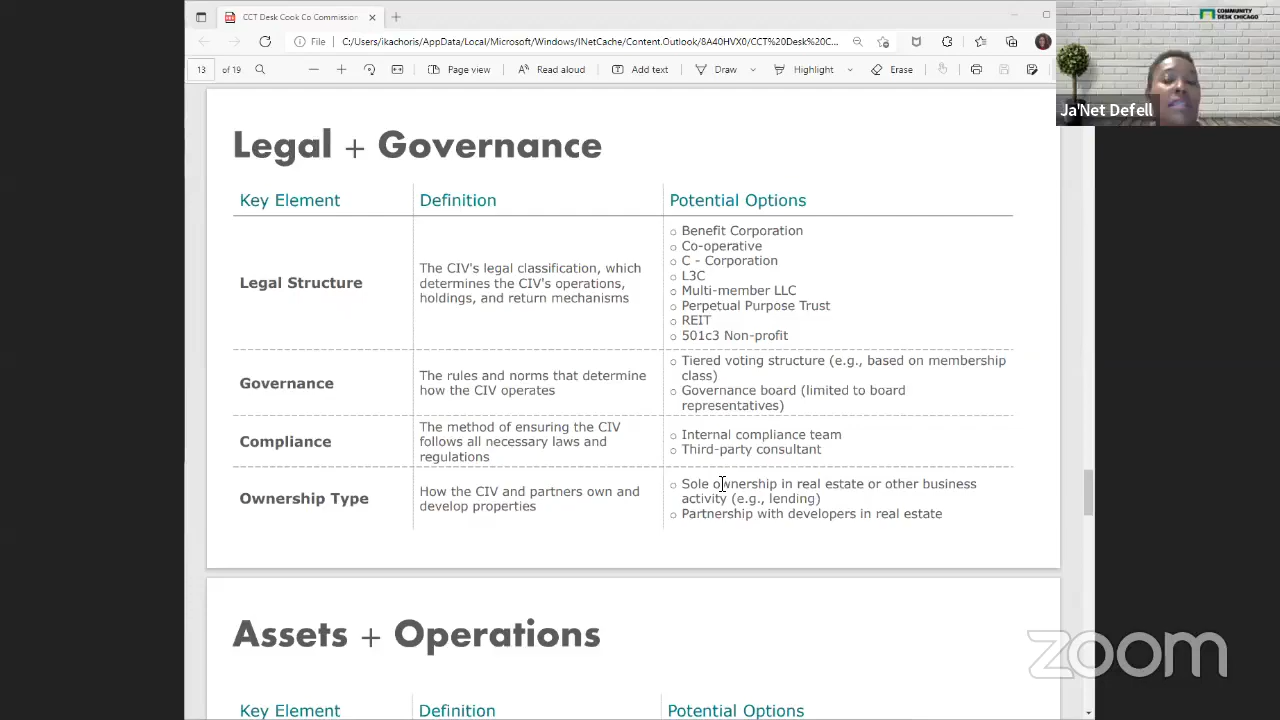 CCT Desk Cook Co Commission
File
/INetCache/Content.Outlook/
/CCT%20Desk%20C...
13 of 19
Page view
Read aloud
Add text
Draw
Highlight
Erase
COMMUNITY
DESK CHICAGO
Ja'Net Defell
Legal + Governance
Key Element Definition Potential Options
Legal Structure
The CIV's legal classification, which
determines the CIV's operations,
holdings, and return mechanisms
Benefit Corporation
Co-operative
C - Corporation
L3C
Multi-member LLC
Perpetual Purpose Trust
REIT
501c3 Non-profit
Governance
The rules and norms that determine
how the CIV operates
Tiered voting structure (e.g., based on membership
class)
Governance board (limited to board
representatives)
Compliance
The method of ensuring the CIV
follows all necessary laws and
regulations
Internal compliance team
Third-party consultant
Ownership Type
How the CIV and partners own and
develop properties
Sole ownership in real estate or other business
activity (e.g., lending)
Partnership with developers in real estate
Assets + Operations
Key Element Definition Potential Options
zoom